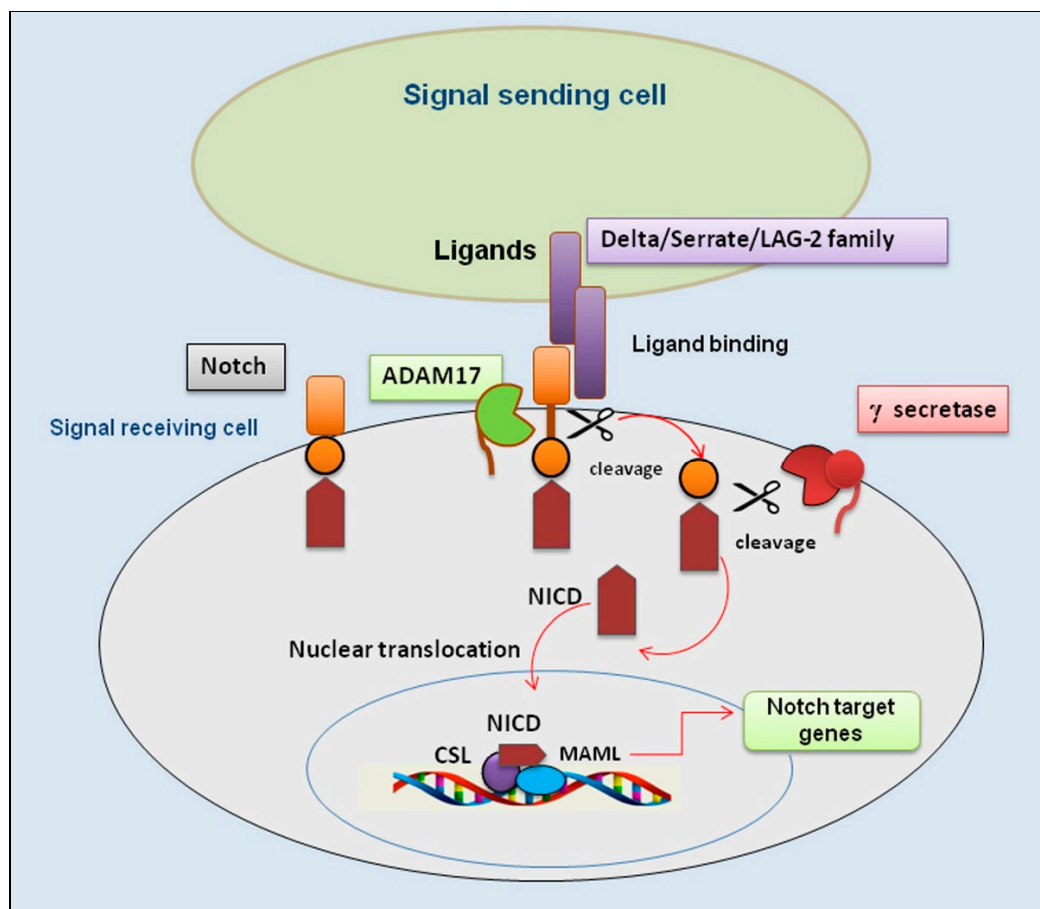 Signal sending cell
Ligands
Delta/Serrate/LAG-2 family
Ligand binding
Notch
ADAM17
γ secretase
Signal receiving cell
cleavage
cleavage
NICD
Nuclear translocation
NICD
CSL
MAML
Notch target
genes